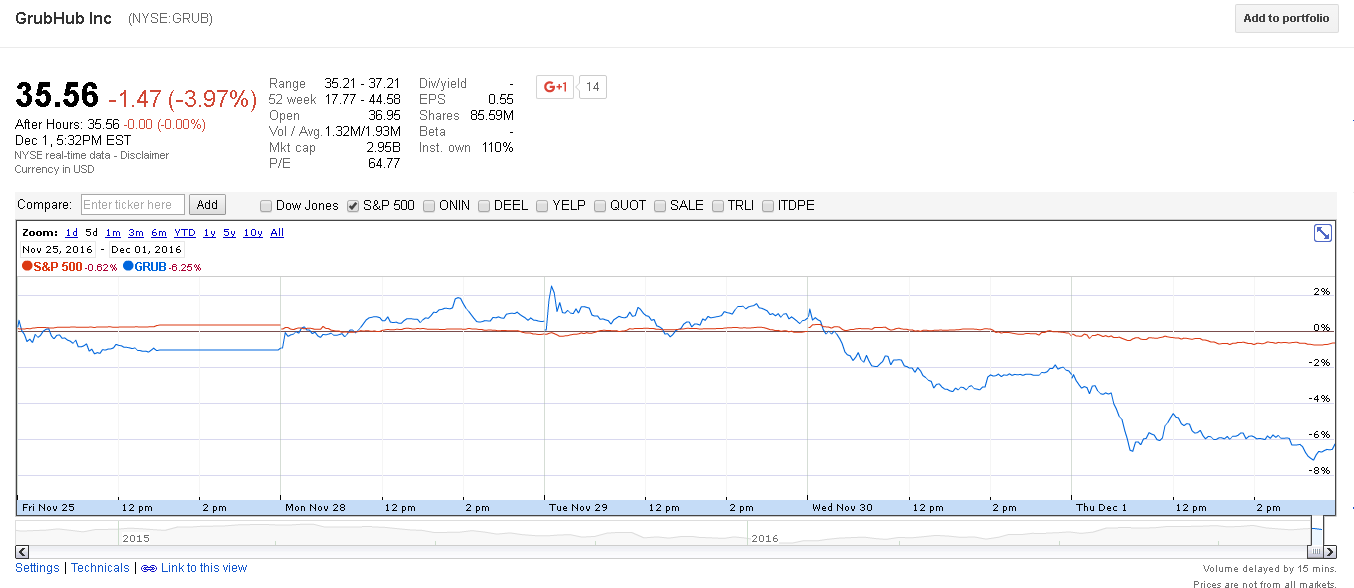 GrubHub Inc (NYSE:GRUB) Add to portfolio
35.56 -1.47 (-3.97%)
After Hours: 35.56 -0.00 (-0.00%)
Dec 1, 5:32PM EST
NYSE real-time data - Disclaimer
Currency in USD
Range 35.21 - 37.21
52 week 17.77 - 44.58
Open 36.95
Vol / Avg. 1.32M/1.93M
Mkt cap 2.95B
P/E 64.77
Div/yield -
EPS 0.55
Shares 85.59M
Beta -
Inst. own 110%
G+1 14
Compare: Enter ticker here Add Dow Jones S&P 500 ONIN DEEL YELP QUOT SALE TRLI ITDPE
Zoom: 1d 5d 1m 3m 6m YTD 1y 5y 10y All
Nov 25, 2016 - Dec 01, 2016
S&P 500 -0.62% GRUB -6.25%
2%
0%
-2%
-4%
-6%
-8%
Fri Nov 25 12 pm 2 pm Mon Nov 28 12 pm 2 pm Tue Nov 29 12 pm 2 pm Wed Nov 30 12 pm 2 pm Thu Dec 1 12 pm 2 pm
2015 2016
Settings | Technicals | Link to this view
Volume delayed by 15 mins.
Prices are not from all markets.